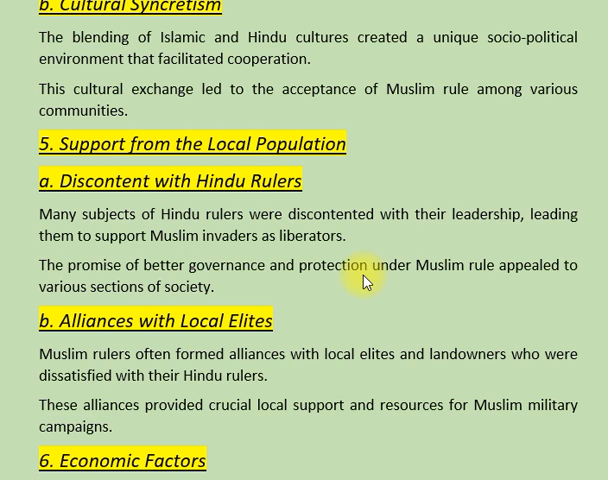 b. Cultural Syncretism
The blending of Islamic and Hindu cultures created a unique socio-political
environment that facilitated cooperation.
This cultural exchange led to the acceptance of Muslim rule among various
communities.
5. Support from the Local Population
a. Discontent with Hindu Rulers
Many subjects of Hindu rulers were discontented with their leadership, leading
them to support Muslim invaders as liberators.
The promise of better governance and protection under Muslim rule appealed to
various sections of society.
b. Alliances with Local Elites
Muslim rulers often formed alliances with local elites and landowners who were
dissatisfied with their Hindu rulers.
These alliances provided crucial local support and resources for Muslim military
campaigns.
6. Economic Factors